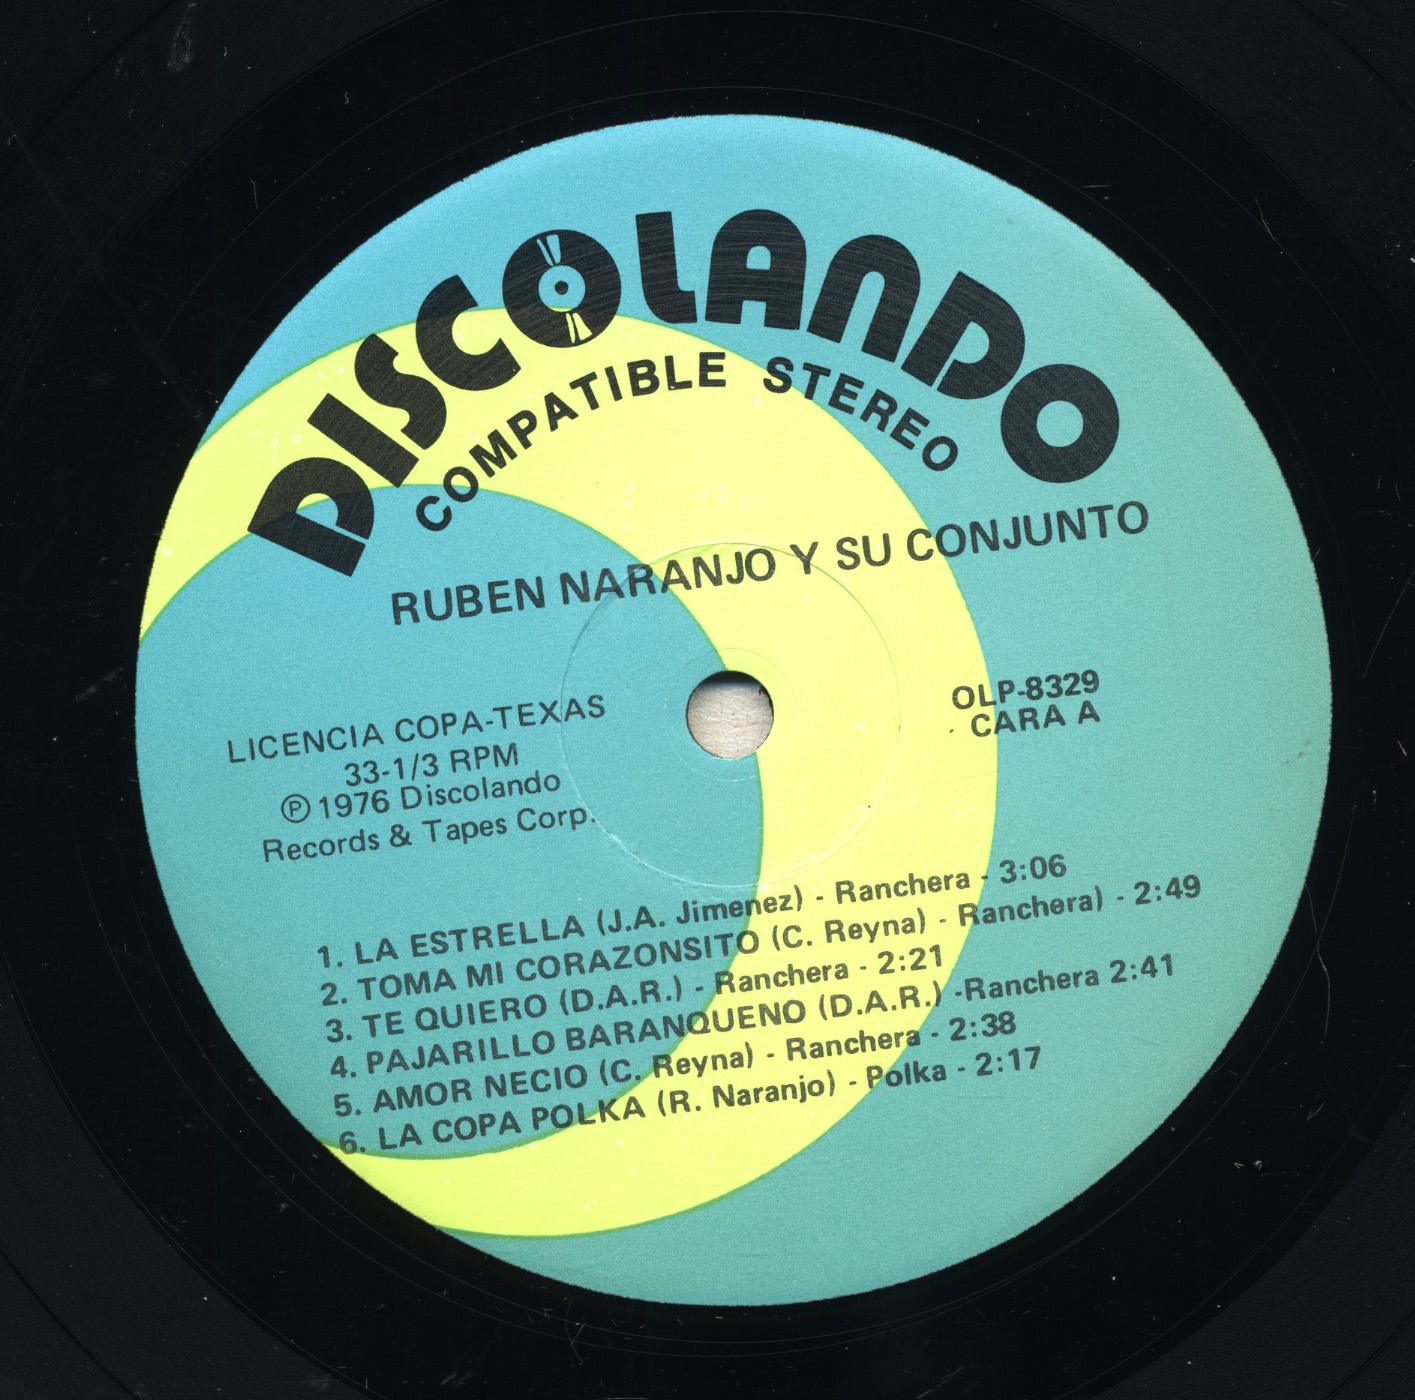 DISCOLANDO
COMPATIBLE STEREO
RUBEN NARANJO Y SU CONJUNTO
LICENCIA COPA-TEXAS
33-1/3 RPM
Ⓟ 1976 Discolando
Records & Tapes Corp.
OLP-8329
CARA A
1. LA ESTRELLA (J.A. Jimenez) - Ranchera - 3:06
2. TOMA MI CORAZONSITO (C. Reyna) - Ranchera) - 2:49
3. TE QUIERO (D.A.R.) - Ranchera - 2:21
4. PAJARILLO BARANQUENO (D.A.R.) -Ranchera 2:41
5. AMOR NECIO (C. Reyna) - Ranchera - 2:38
6. LA COPA POLKA (R. Naranjo) - Polka - 2:17